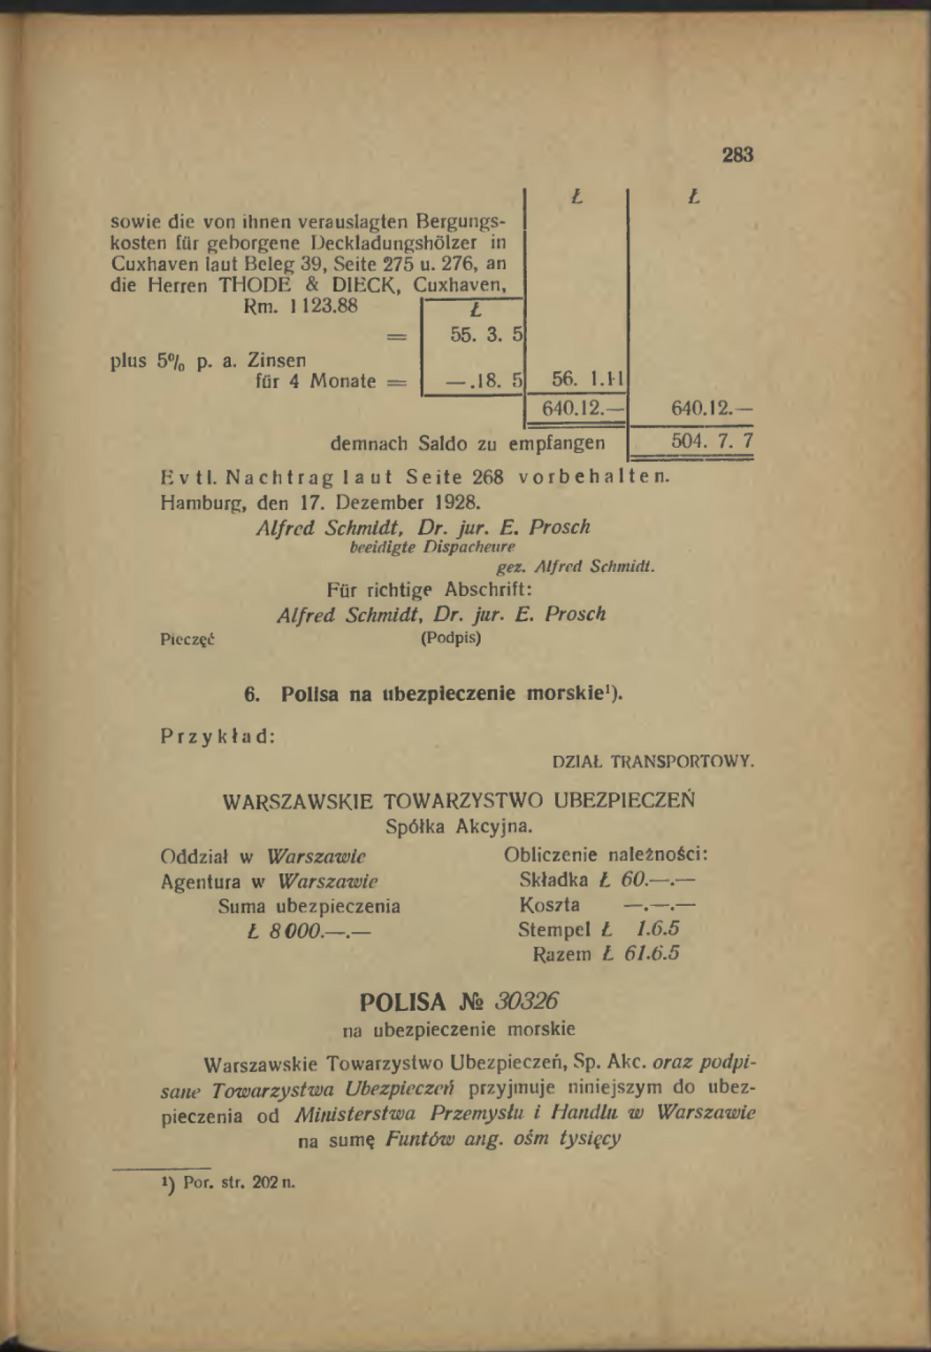 283
Ł Ł
sowie die von ihnen verauslagten Bergungs-
kosten für geborgene Deckladungshölzer in
Cuxhaven laut Beleg 39, Seite 275 u. 276, an
die Herren THODE & DIECK, Cuxhaven,
Rm. 1123.88 Ł
= 55. 3. 5
plus 5% p. a. Zinsen
für 4 Monate = —.18. 5 56. 1.11
640.12.— 640.12.—
demnach Saldo zu empfangen 504. 7. 7
Evtl. Nachtrag laut Seite 268 vorbehalten.
Hamburg, den 17. Dezember 1928.
Alfred Schmidt, Dr. jur. E. Prosch
beeidigte Dispacheure
gez. Alfred Schmidt.
Für richtige Abschrift:
Alfred Schmidt, Dr. jur. E. Prosch
Pieczęć (Podpis)
6. Polisa na ubezpieczenie morskie¹).
Przykład:
DZIAŁ TRANSPORTOWY.
WARSZAWSKIE TOWARZYSTWO UBEZPIECZEŃ
Spółka Akcyjna.
Oddział w Warszawie Obliczenie należności:
Agentura w Warszawie Składka Ł 60.—.—
Suma ubezpieczenia Koszta —.—.—
Ł 8000.—.— Stempel Ł 1.6.5
Razem Ł 61.6.5
POLISA № 30326
na ubezpieczenie morskie
Warszawskie Towarzystwo Ubezpieczeń, Sp. Akc. oraz podpi-
sane Towarzystwa Ubezpieczeń przyjmuje niniejszym do ubez-
pieczenia od Ministerstwa Przemysłu i Handlu w Warszawie
na sumę Funtów ang. ośm tysięcy
¹) Por. str. 202 n.